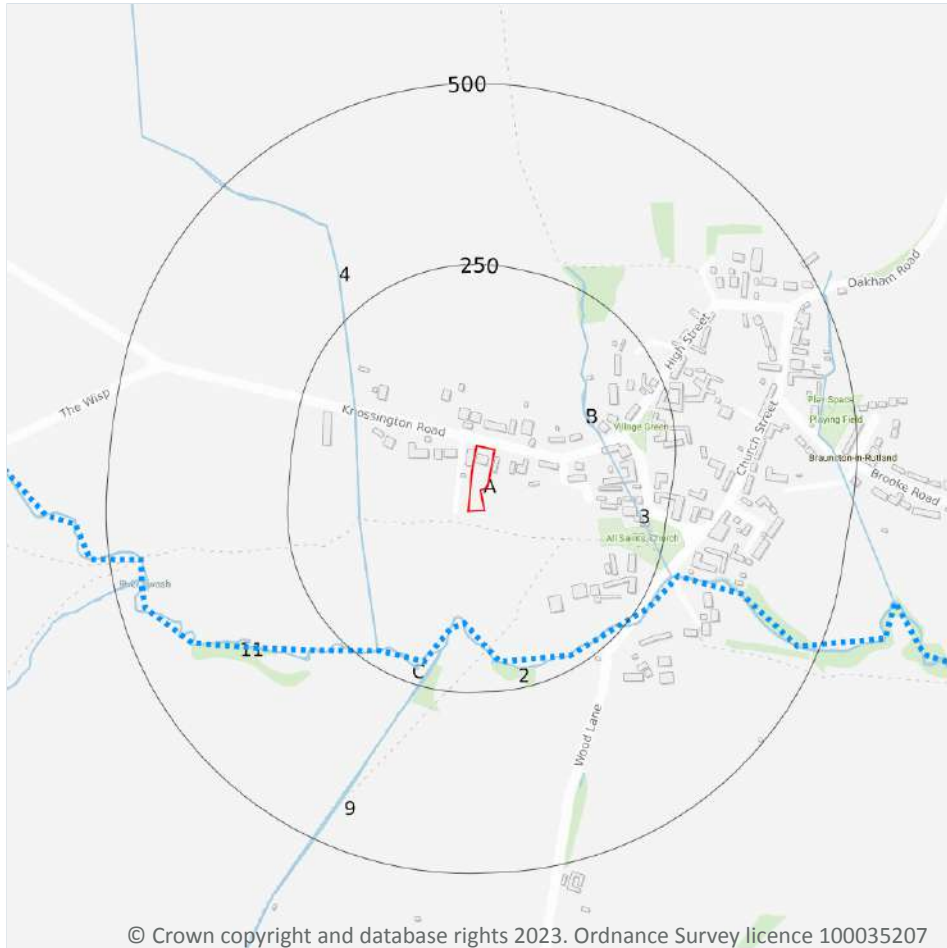 500
250
4
Oakham Road
High Street
The Wisp
Knossington Road
B
Village Green
Play Space
Playing Field
Church Street
Braunston-in-Rutland
Brooke Road
A
3
All Saints Church
11
C
2
Wood Lane
9
© Crown copyright and database rights 2023. Ordnance Survey licence 100035207